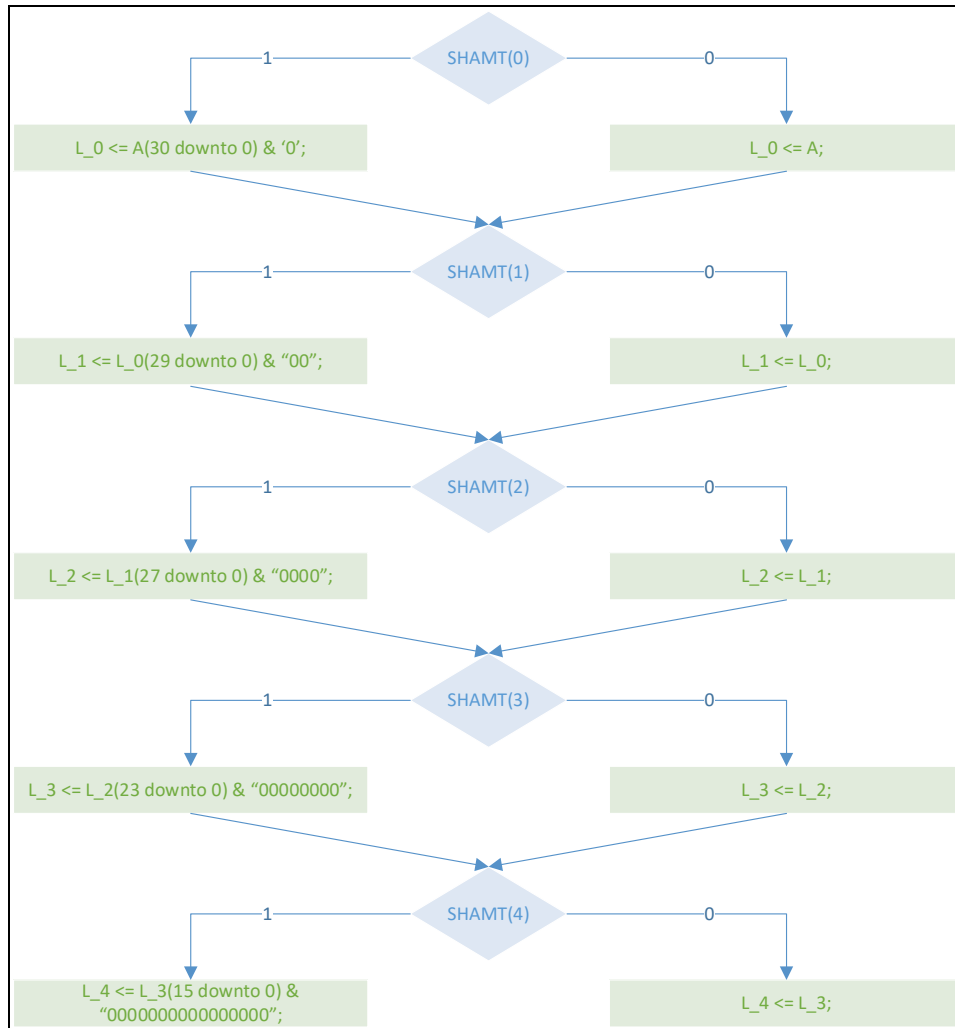 SHAMT(0)
1
0
L_0 <= A(30 downto 0) & ‘0’;
L_0 <= A;
SHAMT(1)
1
0
L_1 <= L_0(29 downto 0) & “00”;
L_1 <= L_0;
SHAMT(2)
1
0
L_2 <= L_1(27 downto 0) & “0000”;
L_2 <= L_1;
SHAMT(3)
1
0
L_3 <= L_2(23 downto 0) & “00000000”;
L_3 <= L_2;
SHAMT(4)
1
0
L_4 <= L_3(15 downto 0) &
“0000000000000000”;
L_4 <= L_3;